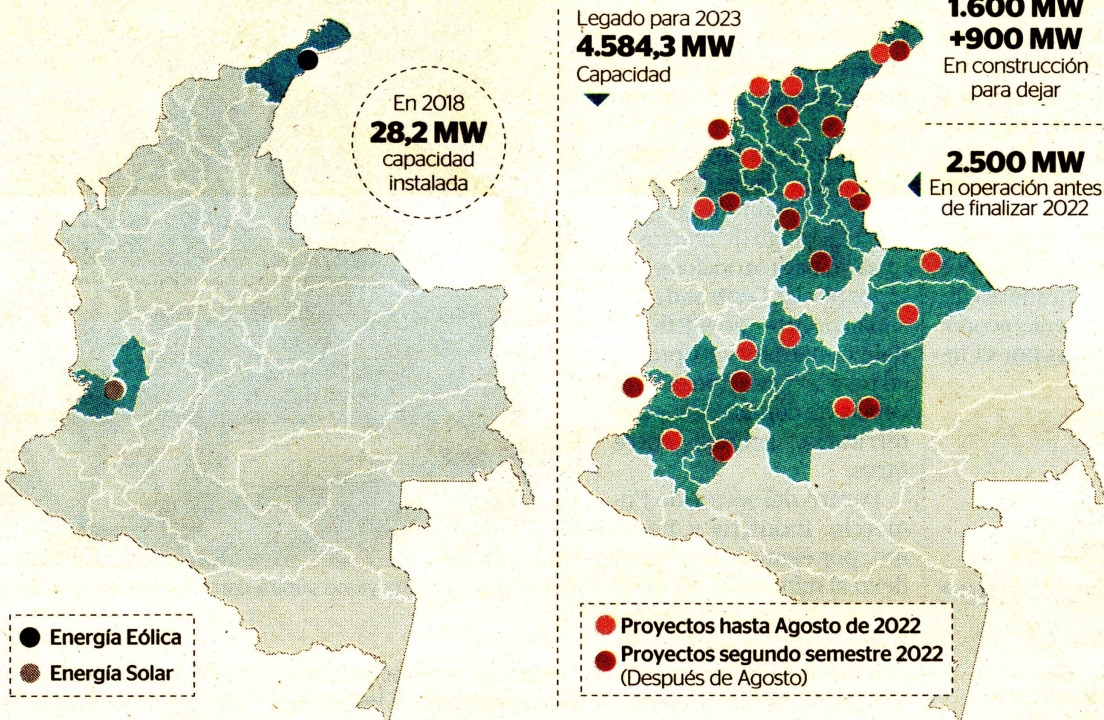 En 2018
28,2 MW
capacidad
instalada
Energía Eólica
Energía Solar
Legado para 2023
4.584,3 MW
Capacidad
1.600 MW
+900 MW
En construcción
para dejar
2.500 MW
En operación antes
de finalizar 2022
Proyectos hasta Agosto de 2022
Proyectos segundo semestre 2022
(Después de Agosto)